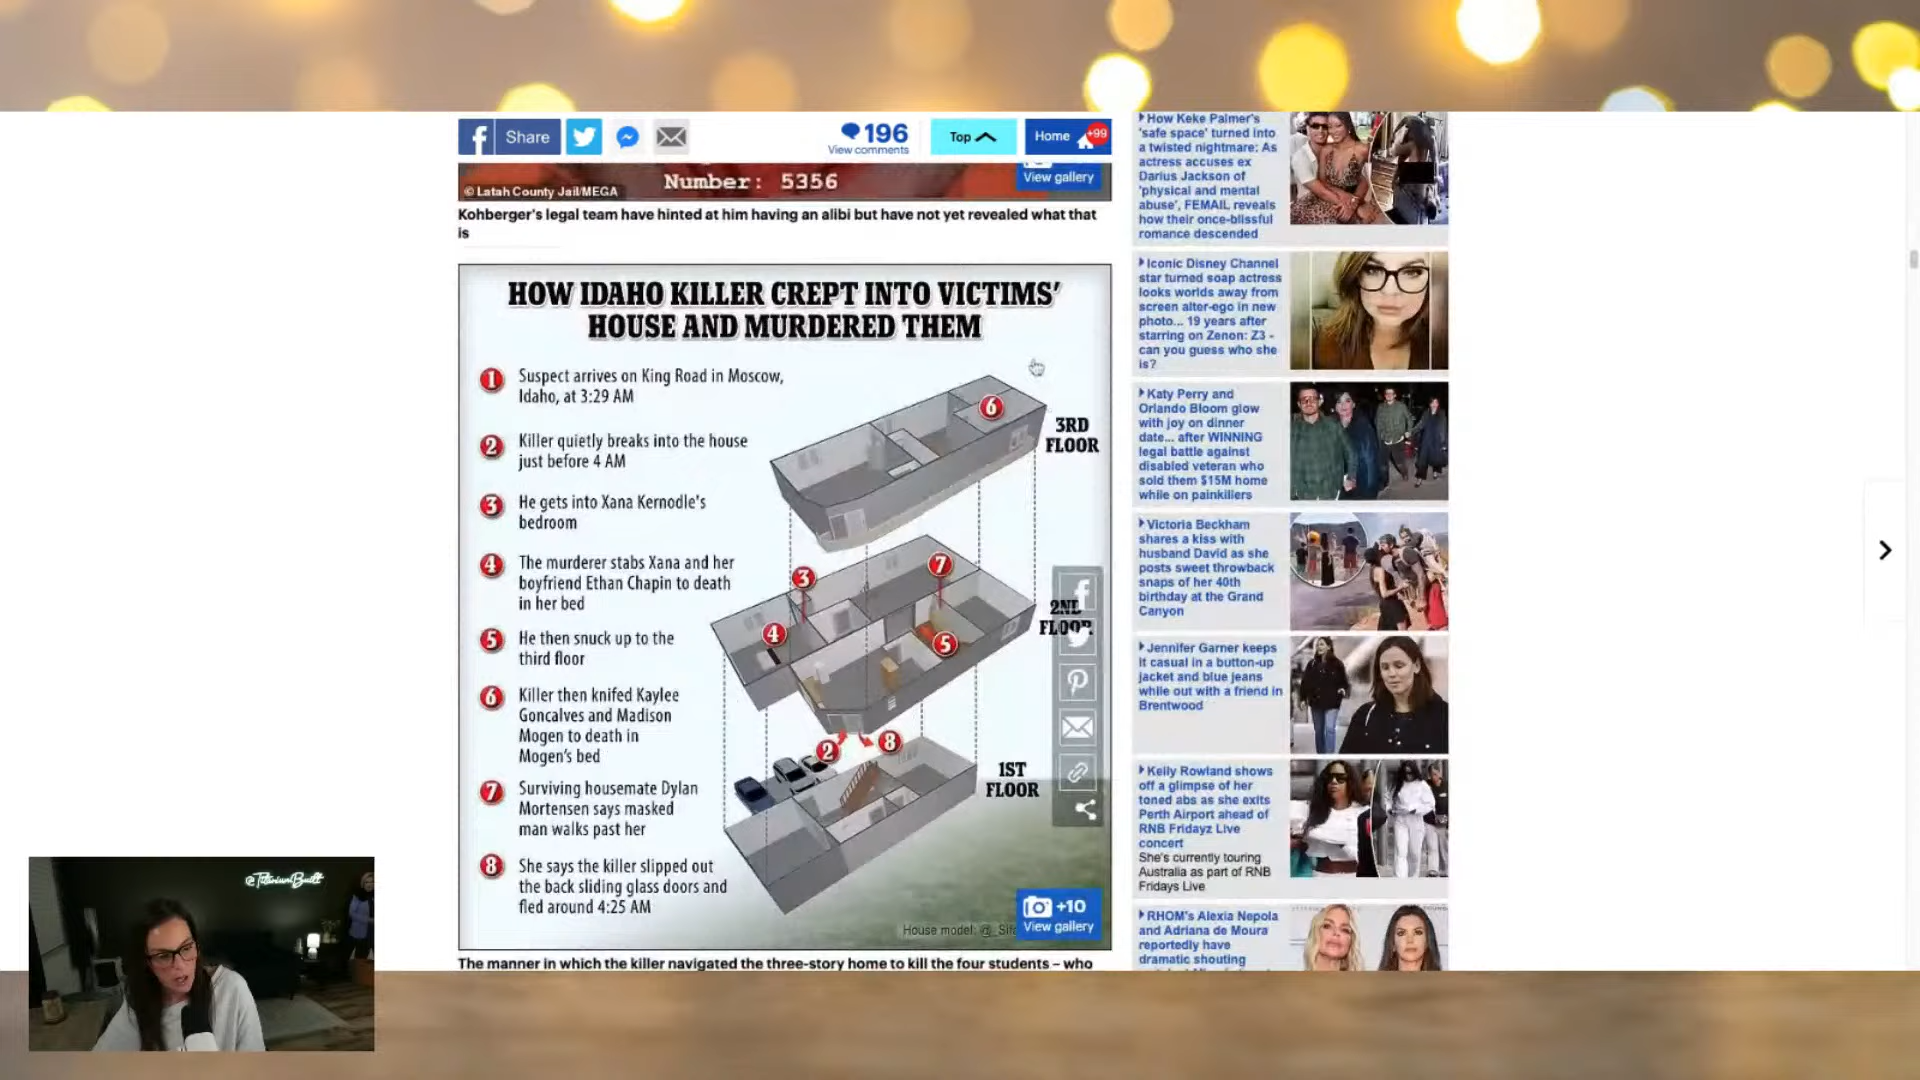 Share
196
View comments
Top
Home
+99
© Latah County Jail/MEGA
Number: 5356
View gallery
Kohberger's legal team have hinted at him having an alibi but have not yet revealed what that
is
HOW IDAHO KILLER CREPT INTO VICTIMS'
HOUSE AND MURDERED THEM
1 Suspect arrives on King Road in Moscow,
Idaho, at 3:29 AM
2 Killer quietly breaks into the house
just before 4 AM
3 He gets into Xana Kernodle's
bedroom
4 The murderer stabs Xana and her
boyfriend Ethan Chapin to death
in her bed
5 He then snuck up to the
third floor
6 Killer then knifed Kaylee
Goncalves and Madison
Mogen to death in
Mogen's bed
7 Surviving housemate Dylan
Mortensen says masked
man walks past her
8 She says the killer slipped out
the back sliding glass doors and
fled around 4:25 AM
6
3RD
FLOOR
3
7
4
5
2ND
FLOOR
2
8
1ST
FLOOR
House model: @
+10
View gallery
The manner in which the killer navigated the three-story home to kill the four students – who
How Keke Palmer's
'safe space' turned into
a twisted nightmare: As
actress accuses ex
Darius Jackson of
'physical and mental
abuse', FEMAIL reveals
how their once-blissful
romance descended
Iconic Disney Channel
star turned soap actress
looks worlds away from
screen alter-ego in new
photo... 19 years after
starring on Zenon: Z3 -
can you guess who she
is?
Katy Perry and
Orlando Bloom glow
with joy on dinner
date... after WINNING
legal battle against
disabled veteran who
sold them $15M home
while on painkillers
Victoria Beckham
shares a kiss with
husband David as she
posts sweet throwback
snaps of her 40th
birthday at the Grand
Canyon
Jennifer Garner keeps
it casual in a button-up
jacket and blue jeans
while out with a friend in
Brentwood
Kelly Rowland shows
off a glimpse of her
toned abs as she exits
Perth Airport ahead of
RNB Fridayz Live
concert
She's currently touring
Australia as part of RNB
Fridays Live
RHOM's Alexia Nepola
and Adriana de Moura
reportedly have
dramatic shouting
@TitaniumBuilt